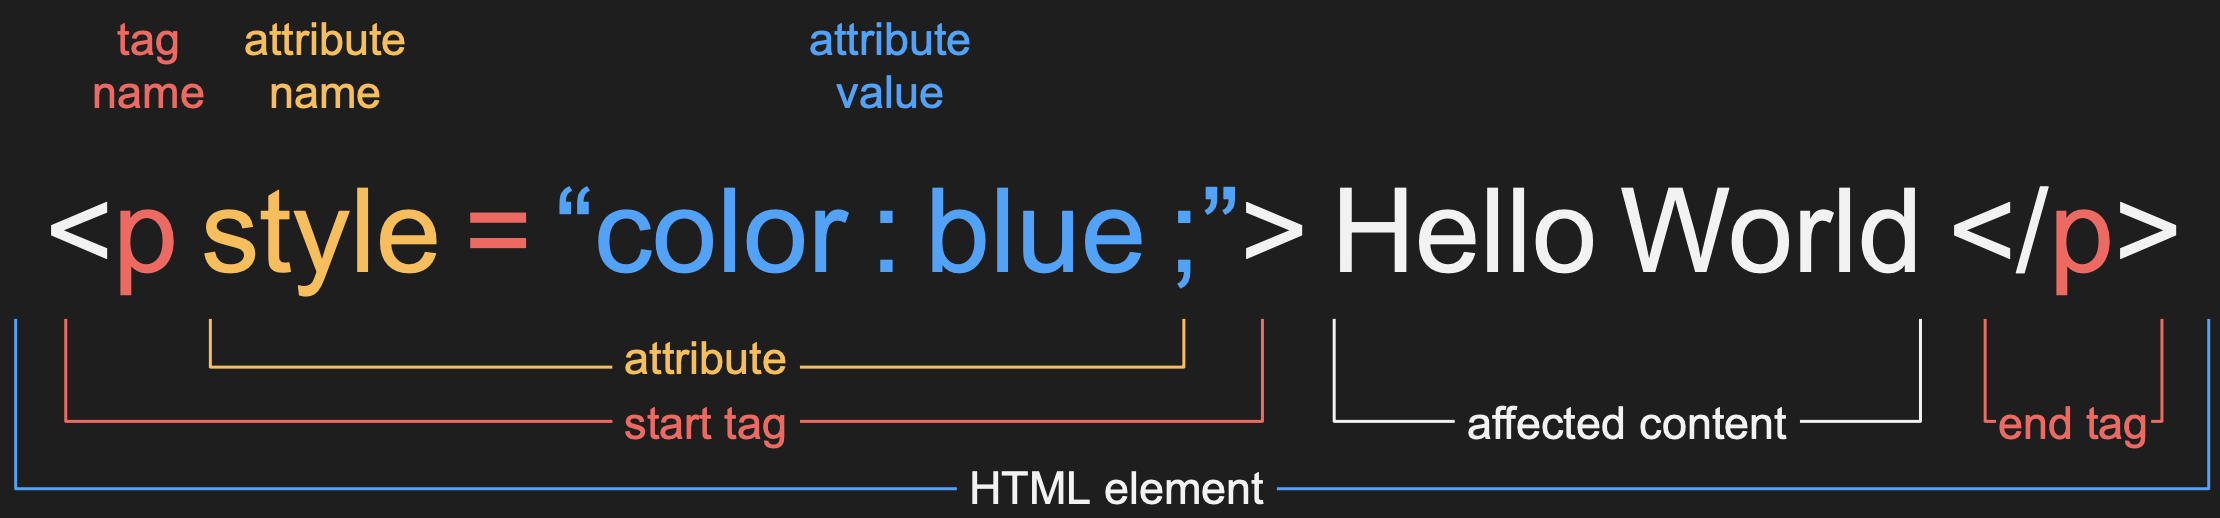 tag
name
attribute
name
attribute
value
<p style = “color : blue ;”> Hello World </p>
attribute
start tag
affected content
end tag
HTML element